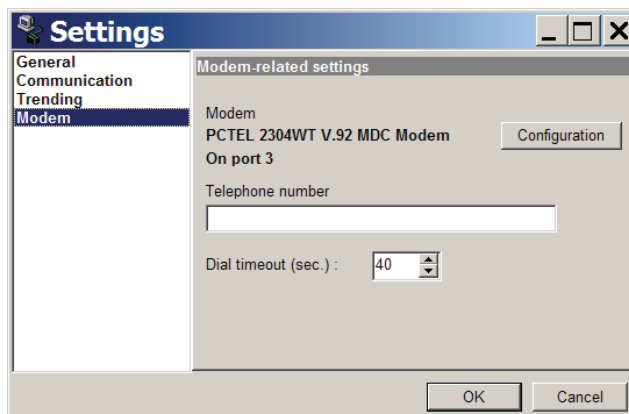 Settings
General
Communication
Trending
Modem
Modem-related settings
Modem
PCTEL 2304WT V.92 MDC Modem
On port 3
Configuration
Telephone number
Dial timeout (sec.) : 40
OK Cancel